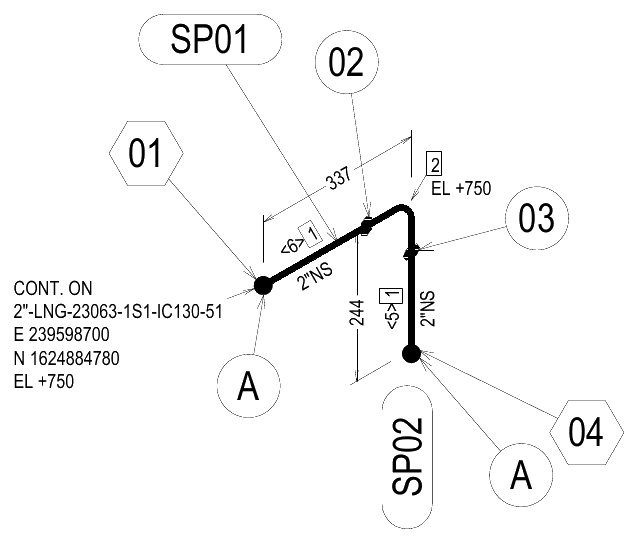 SP01
02
01
337
2
EL +750
03
<6> 1
2"NS
CONT. ON
2"-LNG-23063-1S1-IC130-51
E 239598700
N 1624884780
EL +750
244
<5> 1
2"NS
A
SP02
04
A